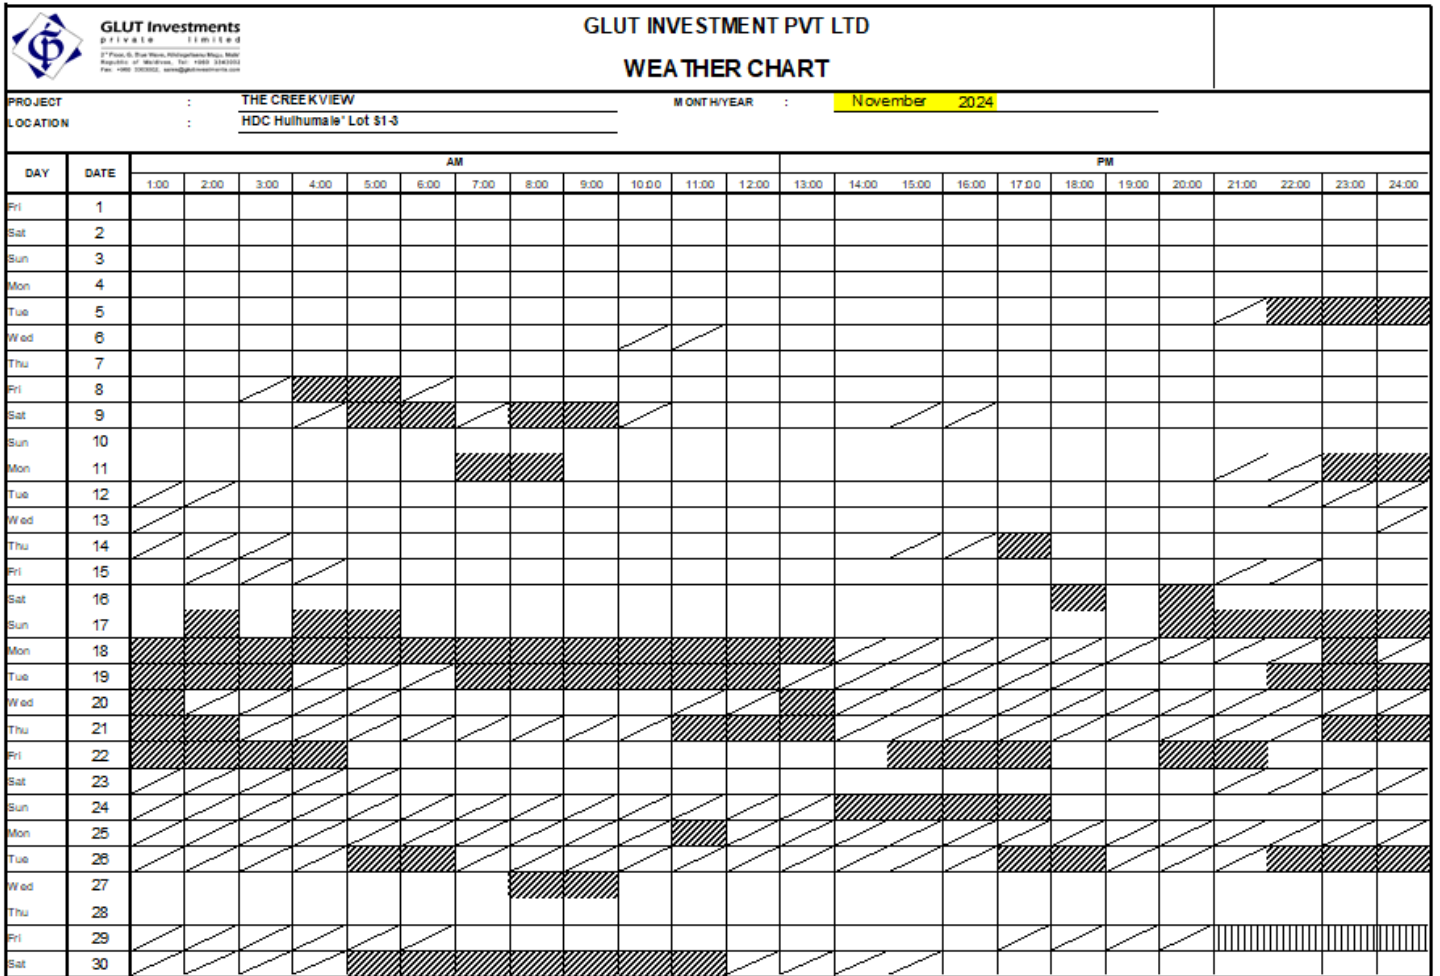 GLUT Investments
private limited
GLUT INVESTMENT PVT LTD
WEATHER CHART
PROJECT : THE CREEKVIEW MONTH/YEAR : November 2024
LOCATION : HDC Hulhumale' Lot S1-3
DAY DATE AM PM
1:00 2:00 3:00 4:00 5:00 6:00 7:00 8:00 9:00 10:00 11:00 12:00 13:00 14:00 15:00 16:00 17:00 18:00 19:00 20:00 21:00 22:00 23:00 24:00
Fri 1
Sat 2
Sun 3
Mon 4
Tue 5
Wed 6
Thu 7
Fri 8
Sat 9
Sun 10
Mon 11
Tue 12
Wed 13
Thu 14
Fri 15
Sat 16
Sun 17
Mon 18
Tue 19
Wed 20
Thu 21
Fri 22
Sat 23
Sun 24
Mon 25
Tue 26
Wed 27
Thu 28
Fri 29
Sat 30